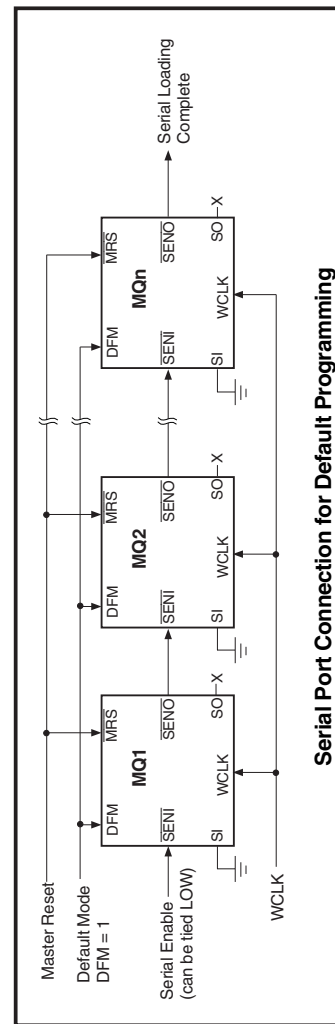 Master Reset
Default Mode
DFM = 1
DFM
MRS
MQ1
SENI
SENO
SI
WCLK
SO
X
DFM
MRS
MQ2
SENI
SENO
SI
WCLK
SO
X
DFM
MRS
MQn
SENI
SENO
SI
WCLK
SO
X
Serial Enable
(can be tied LOW)
Serial Loading
Complete
WCLK
Serial Port Connection for Default Programming